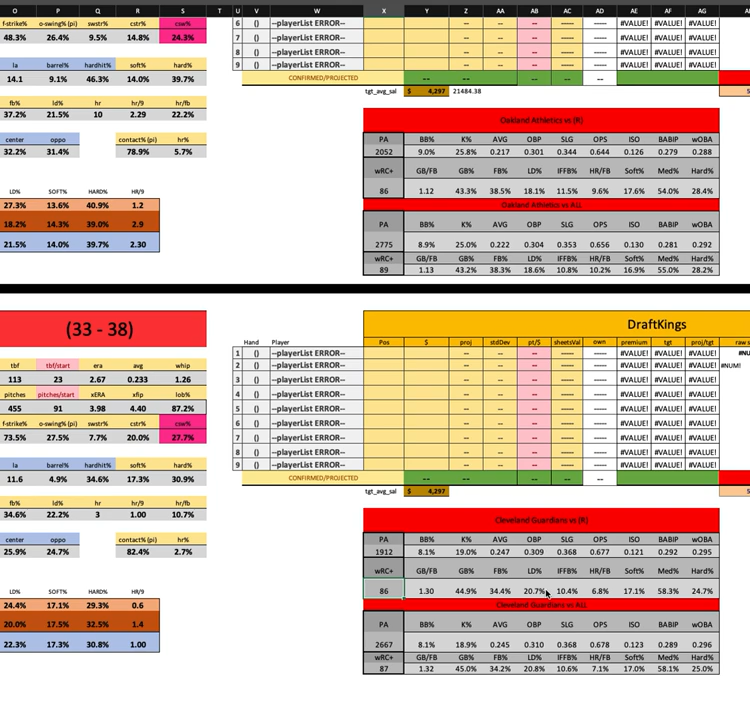 O P Q R S T U V W X Y Z AA AB AC AD AE AF AG
f-strike% o-swing% (pi) swstr% cstr% csw% 6 () --playerList ERROR-- -- -- -- ----- ----- #VALUE! #VALUE! #VALUE!
48.3% 26.4% 9.5% 14.8% 24.3% 7 () --playerList ERROR-- -- -- -- ----- ----- #VALUE! #VALUE! #VALUE!
8 () --playerList ERROR-- -- -- -- ----- ----- #VALUE! #VALUE! #VALUE!
la barrel% hardhit% soft% hard% 9 () --playerList ERROR-- -- -- -- ----- ----- #VALUE! #VALUE! #VALUE!
14.1 9.1% 46.3% 14.0% 39.7% CONFIRMED/PROJECTED -- -- -- -- --
tgt_avg_sal $ 4,297 21484.38 5
fb% ld% hr hr/9 hr/fb
37.2% 21.5% 10 2.29 22.2%
Oakland Athletics vs (R)
center oppo contact% (pi) hr% PA BB% K% AVG OBP SLG OPS ISO BABIP wOBA
32.2% 31.4% 78.9% 5.7% 2052 9.0% 25.8% 0.217 0.301 0.344 0.644 0.126 0.279 0.288
wRC+ GB/FB GB% FB% LD% IFFB% HR/FB Soft% Med% Hard%
LD% SOFT% HARD% HR/9 86 1.12 43.3% 38.5% 18.1% 11.5% 9.6% 17.6% 54.0% 28.4%
27.3% 13.6% 40.9% 1.2 Oakland Athletics vs ALL
18.2% 14.3% 39.0% 2.9 PA BB% K% AVG OBP SLG OPS ISO BABIP wOBA
21.5% 14.0% 39.7% 2.30 2775 8.9% 25.0% 0.222 0.304 0.353 0.656 0.130 0.281 0.292
wRC+ GB/FB GB% FB% LD% IFFB% HR/FB Soft% Med% Hard%
89 1.13 43.2% 38.3% 18.6% 10.8% 10.2% 16.9% 55.0% 28.2%
(33 - 38) DraftKings
Hand Player Pos $ proj stdDev pt/$ sheetsVal own premium tgt proj/tgt raw s
1 () --playerList ERROR-- -- -- -- ----- ----- #VALUE! #VALUE! #VALUE! #NU
tbf tbf/start era avg whip 2 () --playerList ERROR-- -- -- -- ----- ----- #VALUE! #VALUE! #VALUE! #NUM!
113 23 2.67 0.233 1.26 3 () --playerList ERROR-- -- -- -- ----- ----- #VALUE! #VALUE! #VALUE!
pitches pitches/start xERA xfip lob% 4 () --playerList ERROR-- -- -- -- ----- ----- #VALUE! #VALUE! #VALUE!
455 91 3.98 4.40 87.2% 5 () --playerList ERROR-- -- -- -- ----- ----- #VALUE! #VALUE! #VALUE!
f-strike% o-swing% (pi) swstr% cstr% csw% 6 () --playerList ERROR-- -- -- -- ----- ----- #VALUE! #VALUE! #VALUE!
73.5% 27.5% 7.7% 20.0% 27.7% 7 () --playerList ERROR-- -- -- -- ----- ----- #VALUE! #VALUE! #VALUE!
8 () --playerList ERROR-- -- -- -- ----- ----- #VALUE! #VALUE! #VALUE!
la barrel% hardhit% soft% hard% 9 () --playerList ERROR-- -- -- -- ----- ----- #VALUE! #VALUE! #VALUE!
11.6 4.9% 34.6% 17.3% 30.9% CONFIRMED/PROJECTED -- -- -- -- --
tgt_avg_sal $ 4,297 5
fb% ld% hr hr/9 hr/fb
34.6% 22.2% 3 1.00 10.7%
Cleveland Guardians vs (R)
center oppo contact% (pi) hr% PA BB% K% AVG OBP SLG OPS ISO BABIP wOBA
25.9% 24.7% 82.4% 2.7% 1912 8.1% 19.0% 0.247 0.309 0.368 0.677 0.121 0.292 0.295
wRC+ GB/FB GB% FB% LD% IFFB% HR/FB Soft% Med% Hard%
LD% SOFT% HARD% HR/9 86 1.30 44.9% 34.4% 20.7% 10.4% 6.8% 17.1% 58.3% 24.7%
24.4% 17.1% 29.3% 0.6 Cleveland Guardians vs ALL
20.0% 17.5% 32.5% 1.4 PA BB% K% AVG OBP SLG OPS ISO BABIP wOBA
22.3% 17.3% 30.8% 1.00 2667 8.1% 18.9% 0.245 0.310 0.368 0.678 0.123 0.289 0.296
wRC+ GB/FB GB% FB% LD% IFFB% HR/FB Soft% Med% Hard%
87 1.32 45.0% 34.2% 20.8% 10.6% 7.1% 17.0% 58.1% 25.0%